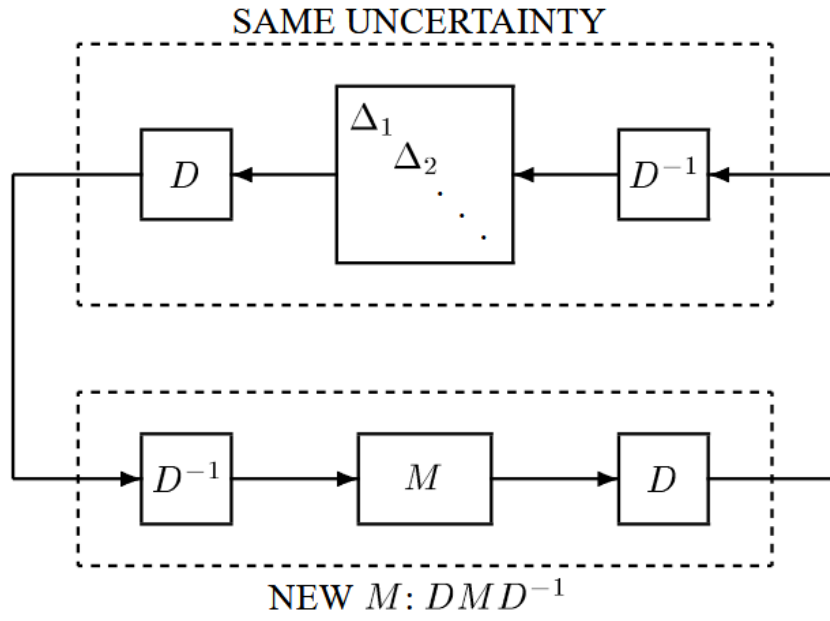 SAME UNCERTAINTY
Δ₁
Δ₂
D
D⁻¹
D⁻¹
M
D
NEW M: DMD⁻¹